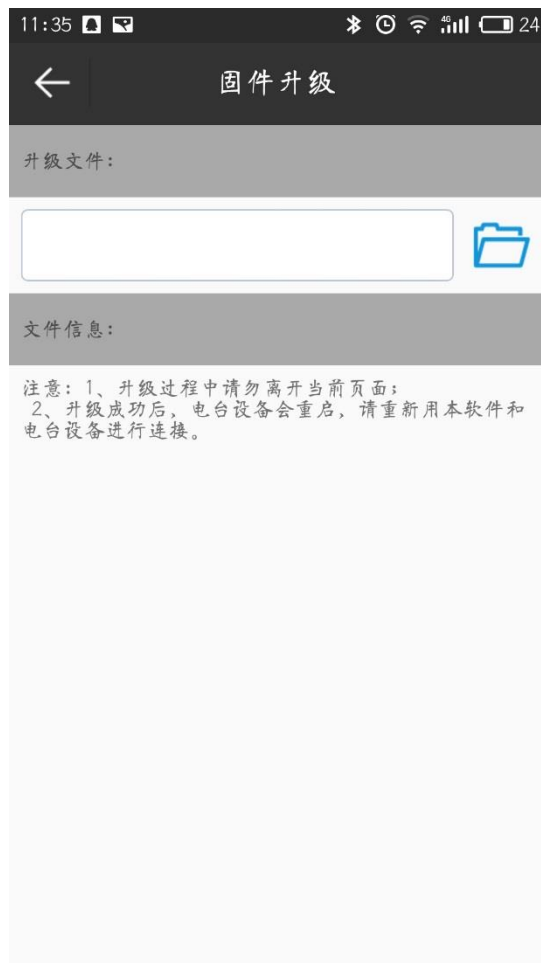 11:35
4G
24
固件升级
升级文件:
文件信息:
注意: 1、升级过程中请勿离开当前页面;
2、升级成功后, 电台设备会重启, 请重新用本软件和
电台设备进行连接。